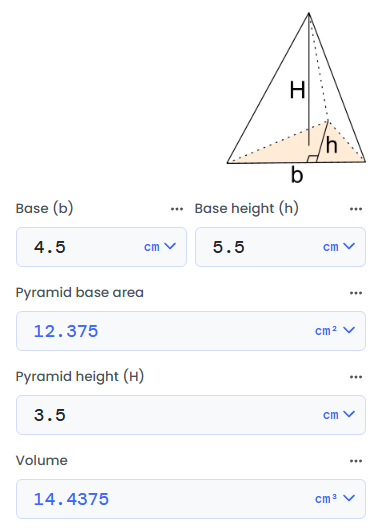 H
h
b
Base (b) ... Base height (h) ...
4.5 cm 5.5 cm
Pyramid base area ...
12.375 cm²
Pyramid height (H) ...
3.5 cm
Volume ...
14.4375 cm³